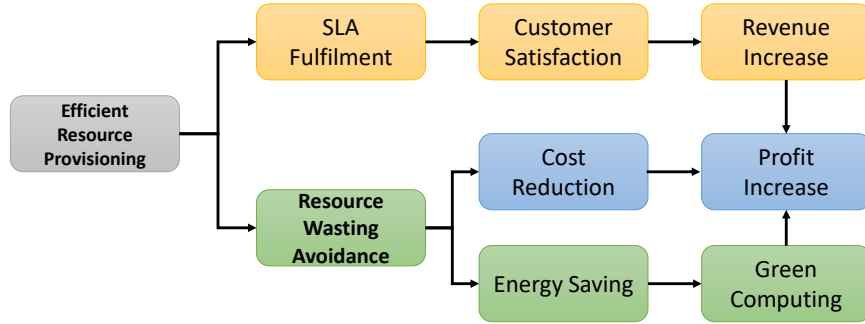 SLA
Fulfilment
Customer
Satisfaction
Revenue
Increase
Efficient
Resource
Provisioning
Cost
Reduction
Profit
Increase
Resource
Wasting
Avoidance
Energy Saving
Green
Computing